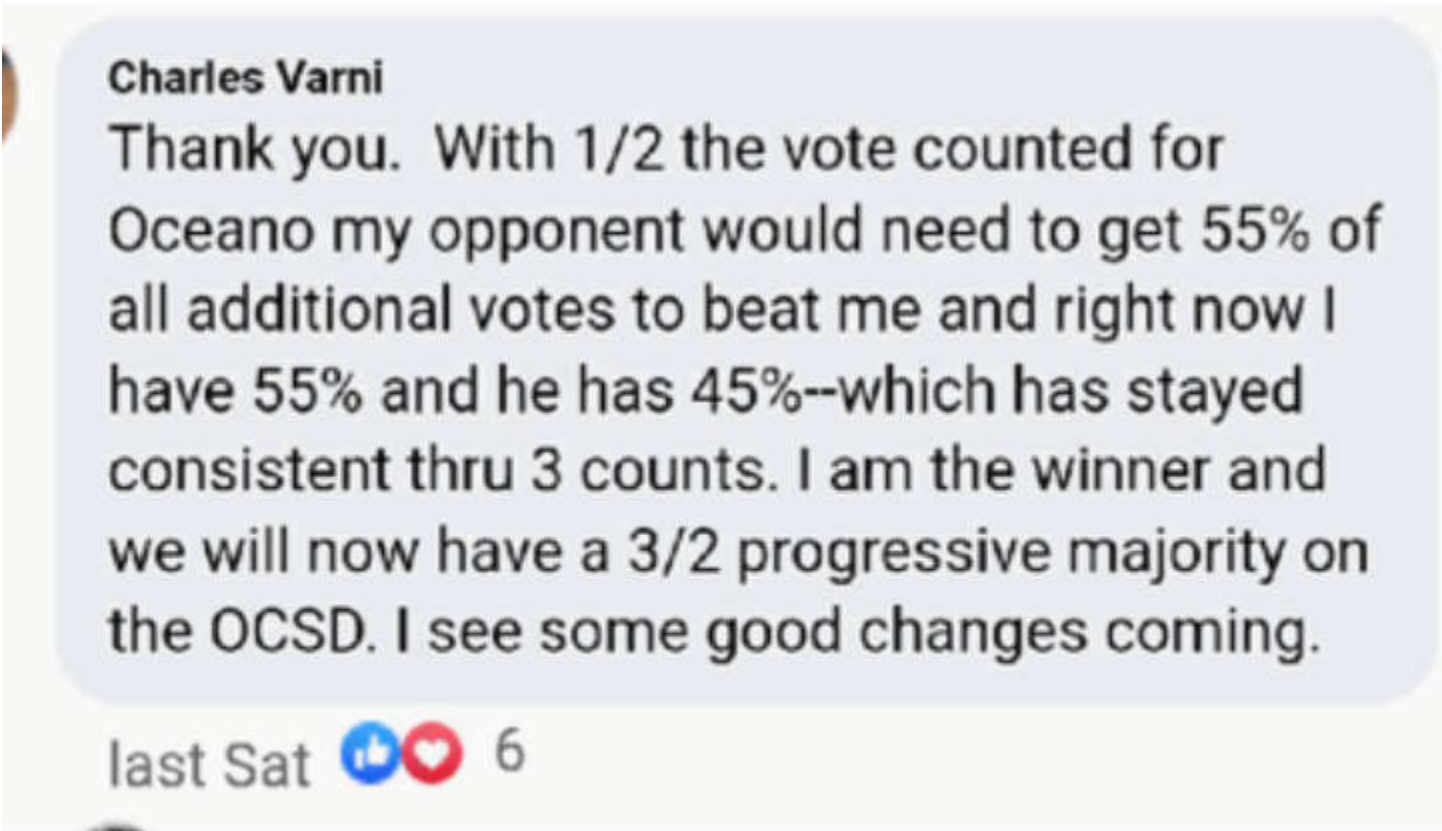 Charles Varni
Thank you.  With 1/2 the vote counted for
Oceano my opponent would need to get 55% of
all additional votes to beat me and right now I
have 55% and he has 45%--which has stayed
consistent thru 3 counts. I am the winner and
we will now have a 3/2 progressive majority on
the OCSD. I see some good changes coming.
last Sat 6